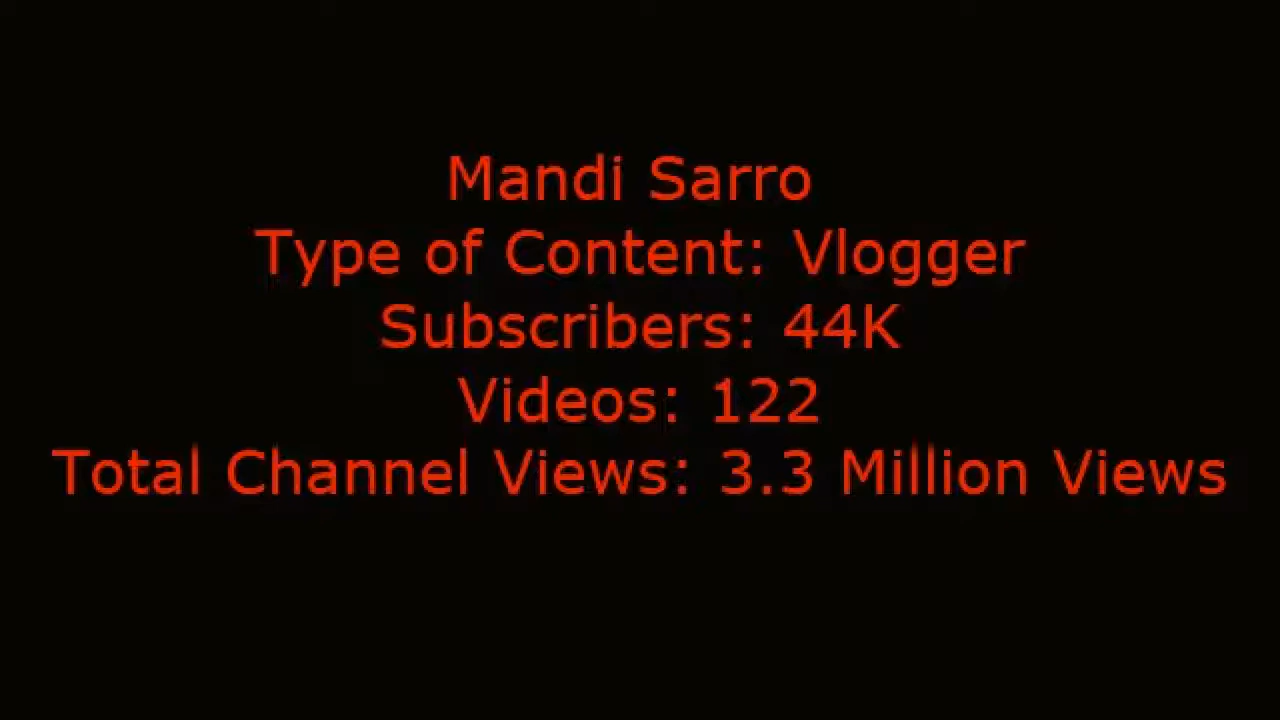 Mandi Sarro
Type of Content: Vlogger
Subscribers: 44K
Videos: 122
Total Channel Views: 3.3 Million Views